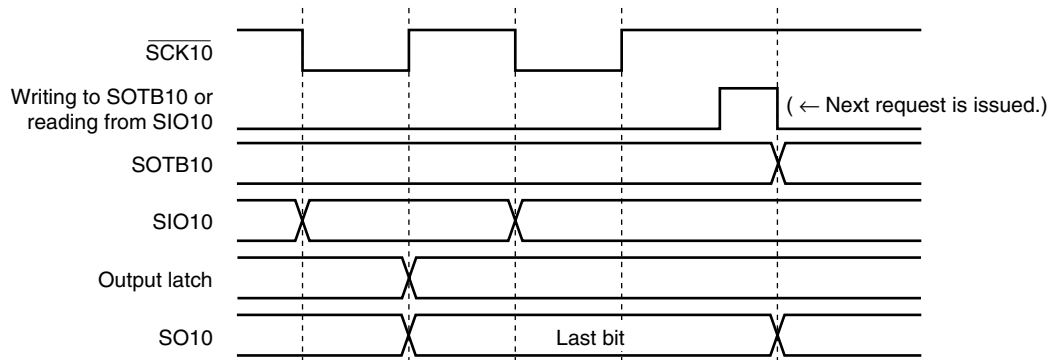 SCK10
Writing to SOTB10 or
reading from SIO10
( ← Next request is issued.)
SOTB10
SIO10
Output latch
SO10
Last bit